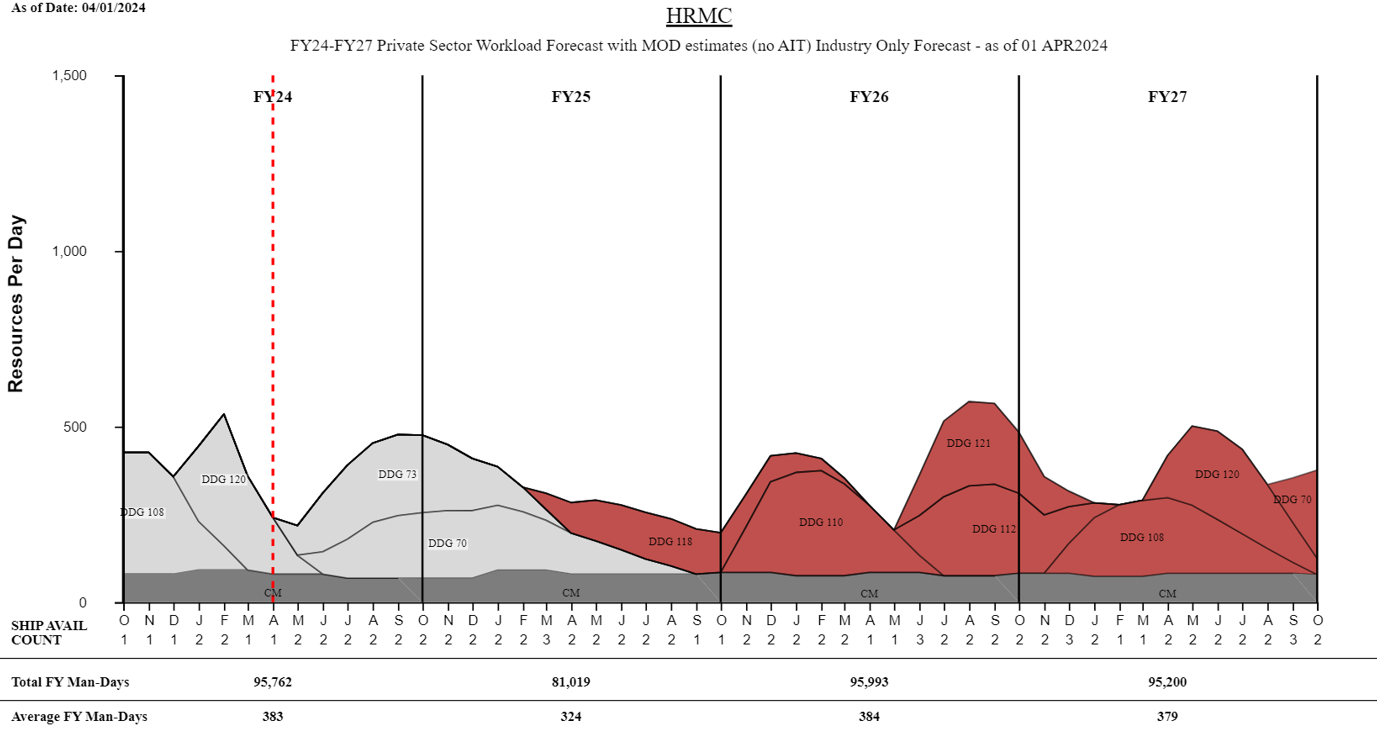 As of Date: 04/01/2024
HRMC
FY24-FY27 Private Sector Workload Forecast with MOD estimates (no AIT) Industry Only Forecast - as of 01 APR2024
1,500
FY24 FY25 FY26 FY27
Resources Per Day
1,000
500
DDG 121
DDG 120 DDG 73 DDG 120
DDG 70
DDG 108
DDG 110
DDG 112
DDG 70 DDG 118 DDG 108
CM CM CM CM
0
O N D J F M A M J J A S O N D J F M A M J J A S O N D J F M A M J J A S O N D J F M A M J J A S O
SHIP AVAIL
COUNT
1 1 1 2 2 1 1 2 2 2 2 2 2 2 2 2 2 3 2 2 2 2 2 1 1 2 2 2 2 2 1 1 3 2 2 2 2 2 3 2 1 1 2 2 2 2 2 3 2
Total FY Man-Days 95,762 81,019 95,993 95,200
Average FY Man-Days 383 324 384 379